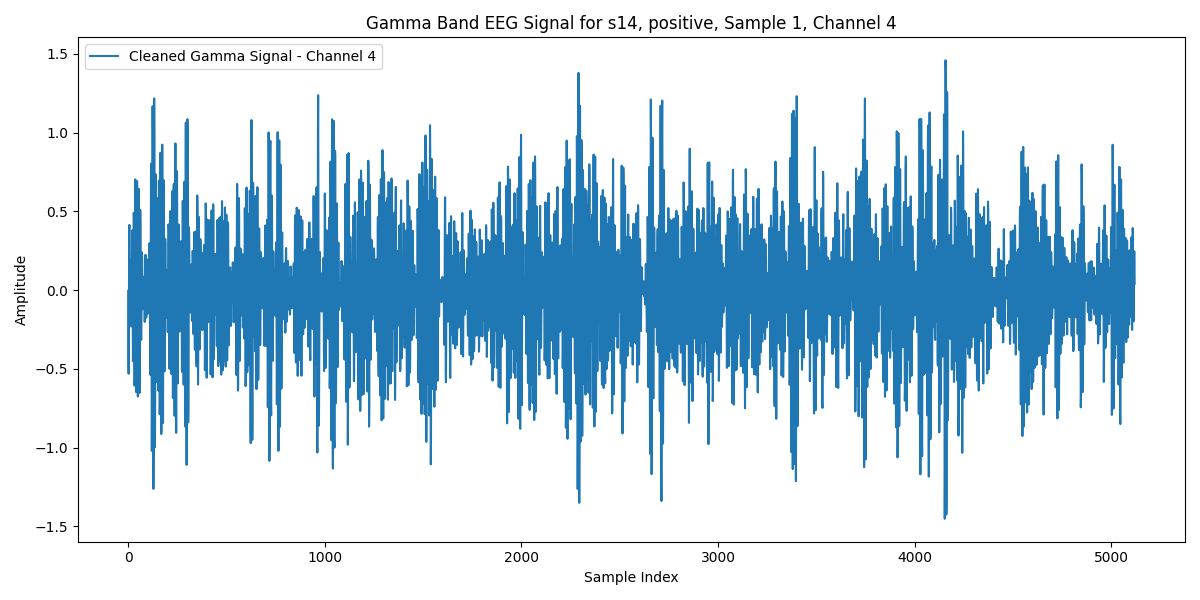 Gamma Band EEG Signal for s14, positive, Sample 1, Channel 4
Cleaned Gamma Signal - Channel 4
1.5
1.0
0.5
0.0
−0.5
−1.0
−1.5
Amplitude
0 1000 2000 3000 4000 5000
Sample Index